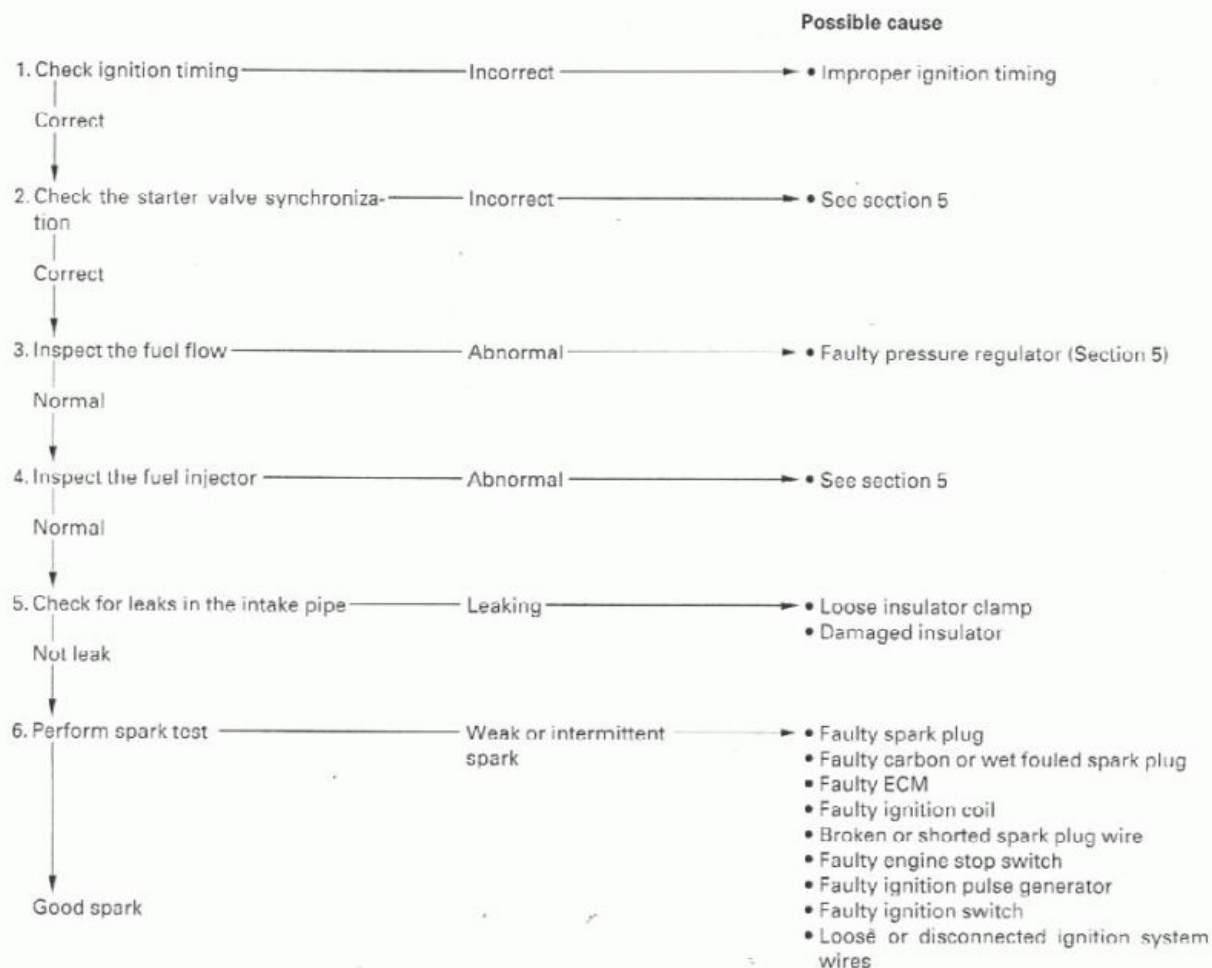 Possible cause
1. Check ignition timing Incorrect • Improper ignition timing
Correct
2. Check the starter valve synchroniza- Incorrect • See section 5
tion
Correct
3. Inspect the fuel flow Abnormal • Faulty pressure regulator (Section 5)
Normal
4. Inspect the fuel injector Abnormal • See section 5
Normal
5. Check for leaks in the intake pipe Leaking • Loose insulator clamp
• Damaged insulator
Not leak
6. Perform spark test Weak or intermittent • Faulty spark plug
spark • Faulty carbon or wet fouled spark plug
• Faulty ECM
• Faulty ignition coil
• Broken or shorted spark plug wire
• Faulty engine stop switch
• Faulty ignition pulse generator
Good spark • Faulty ignition switch
• Loose or disconnected ignition system
wires